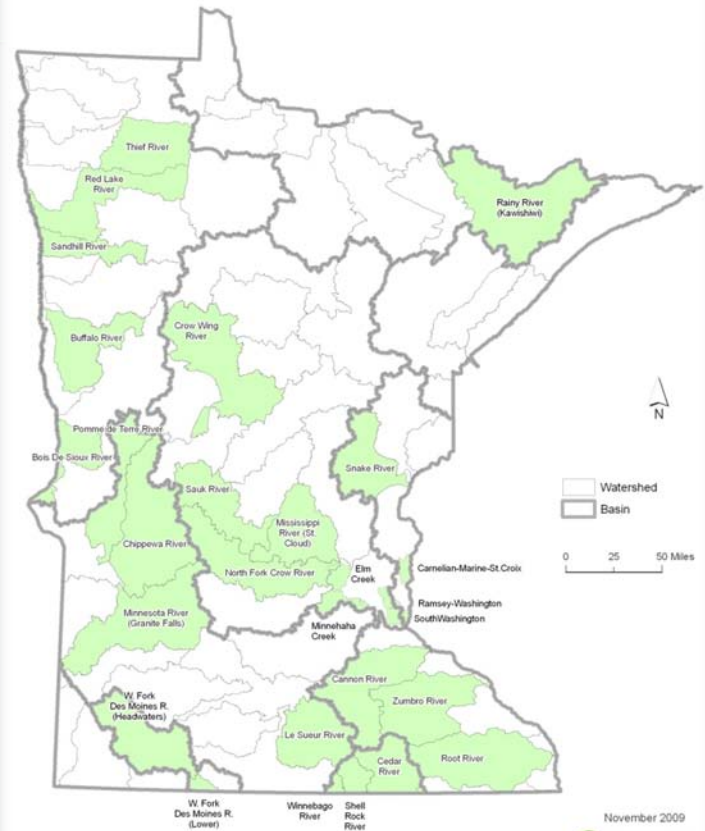 Thief River
Red Lake
River
Rainy River
(Kawishiwi)
Sandhill River
Crow Wing
River
Buffalo River
N
Pomme de Terre River
Bois De Sioux River
Snake River
Sauk River
Watershed
Basin
Mississippi
River (St.
Cloud)
Chippewa River
0 25 50 Miles
Elm
Creek
Carnelian-Marine-St.Croix
North Fork Crow River
Ramsey-Washington
SouthWashington
Minnesota River
(Granite Falls)
Minnehaha
Creek
Cannon River
W. Fork
Des Moines R.
(Headwaters)
Zumbro River
Le Sueur River
Root River
Cedar
River
W. Fork
Des Moines R.
(Lower)
Winnebago
River
Shell
Rock
River
November 2009